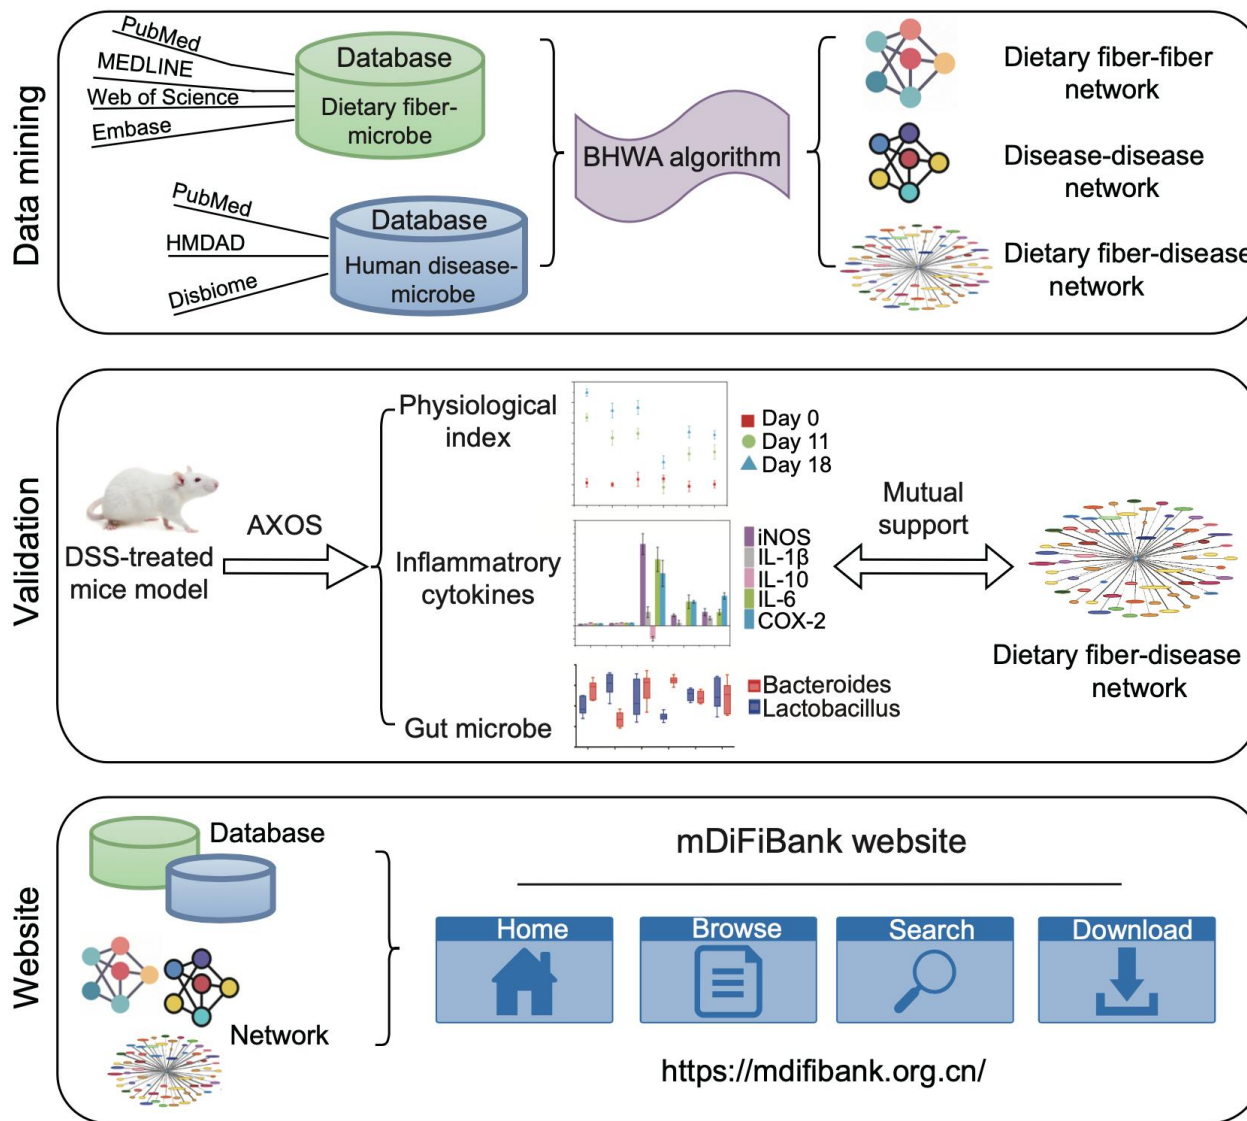 Data mining
PubMed
MEDLINE
Web of Science
Embase
Database
Dietary fiber-
microbe
PubMed
HMDAD
Disbiome
Database
Human disease-
microbe
BHWA algorithm
Dietary fiber-fiber
network
Disease-disease
network
Dietary fiber-disease
network
Validation
DSS-treated
mice model
AXOS
Physiological
index
Day 0
Day 11
Day 18
Inflammatrory
cytokines
iNOS
IL-1β
IL-10
IL-6
COX-2
Gut microbe
Bacteroides
Lactobacillus
Mutual
support
Dietary fiber-disease
network
Website
Database
Network
mDiFiBank website
Home
Browse
Search
Download
https://mdifibank.org.cn/